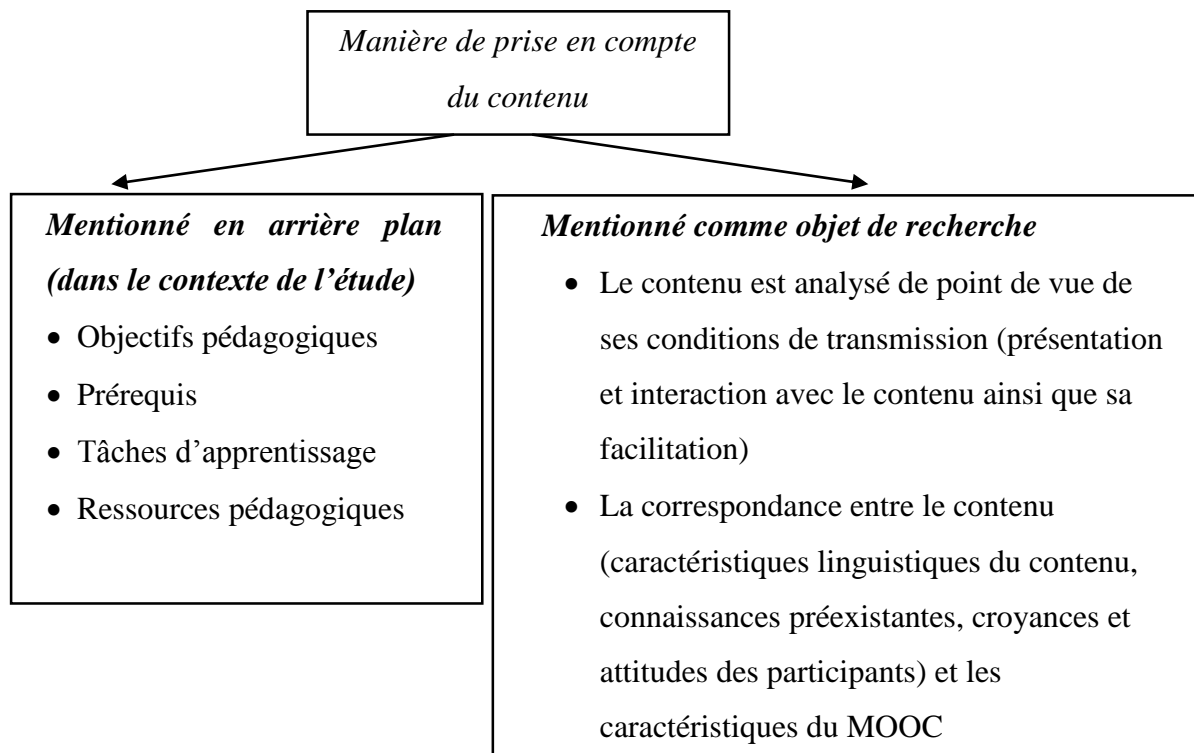 Manière de prise en compte
du contenu
Mentionné en arrière plan
(dans le contexte de l’étude)
• Objectifs pédagogiques
• Prérequis
• Tâches d’apprentissage
• Ressources pédagogiques
Mentionné comme objet de recherche
• Le contenu est analysé de point de vue de
ses conditions de transmission (présentation
et interaction avec le contenu ainsi que sa
facilitation)
• La correspondance entre le contenu
(caractéristiques linguistiques du contenu,
connaissances préexistantes, croyances et
attitudes des participants) et les
caractéristiques du MOOC